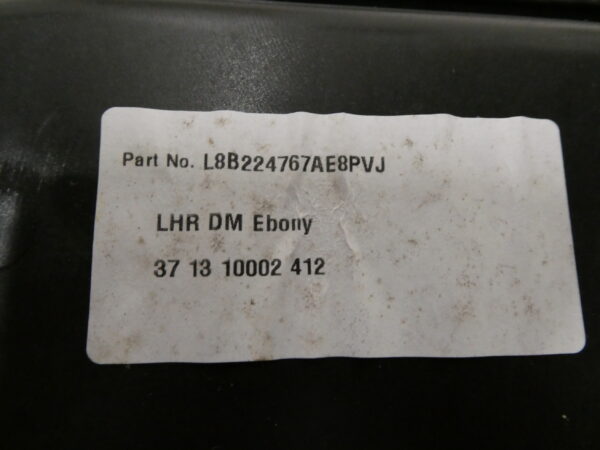 Part No. L8B224767AE8PVJ
LHR DM Ebony
37 13 10002 412